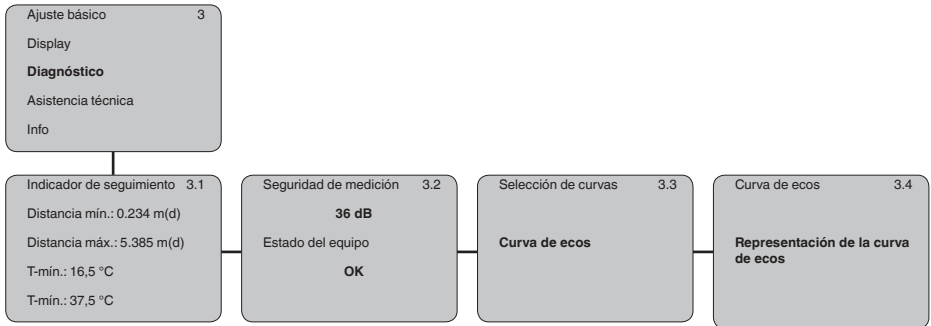 Ajuste básico 3
Display
Diagnóstico
Asistencia técnica
Info
Indicador de seguimiento 3.1
Distancia mín.: 0.234 m(d)
Distancia máx.: 5.385 m(d)
T-mín.: 16,5 °C
T-mín.: 37,5 °C
Seguridad de medición 3.2
36 dB
Estado del equipo
OK
Selección de curvas 3.3
Curva de ecos
Curva de ecos 3.4
Representación de la curva
de ecos